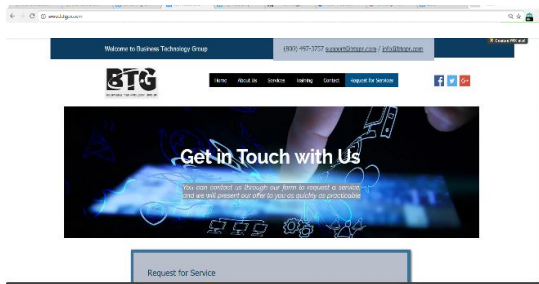 Welcome to Business Technology Group
(800) 497-3757 support@btgpr.com / info@btgpr.com
BTG
Home About Us Services Training Contact Request for Services
Get in Touch with Us
You can contact us through our form to request a service,
and we will present our offer to you as quickly as practicable
Request for Service